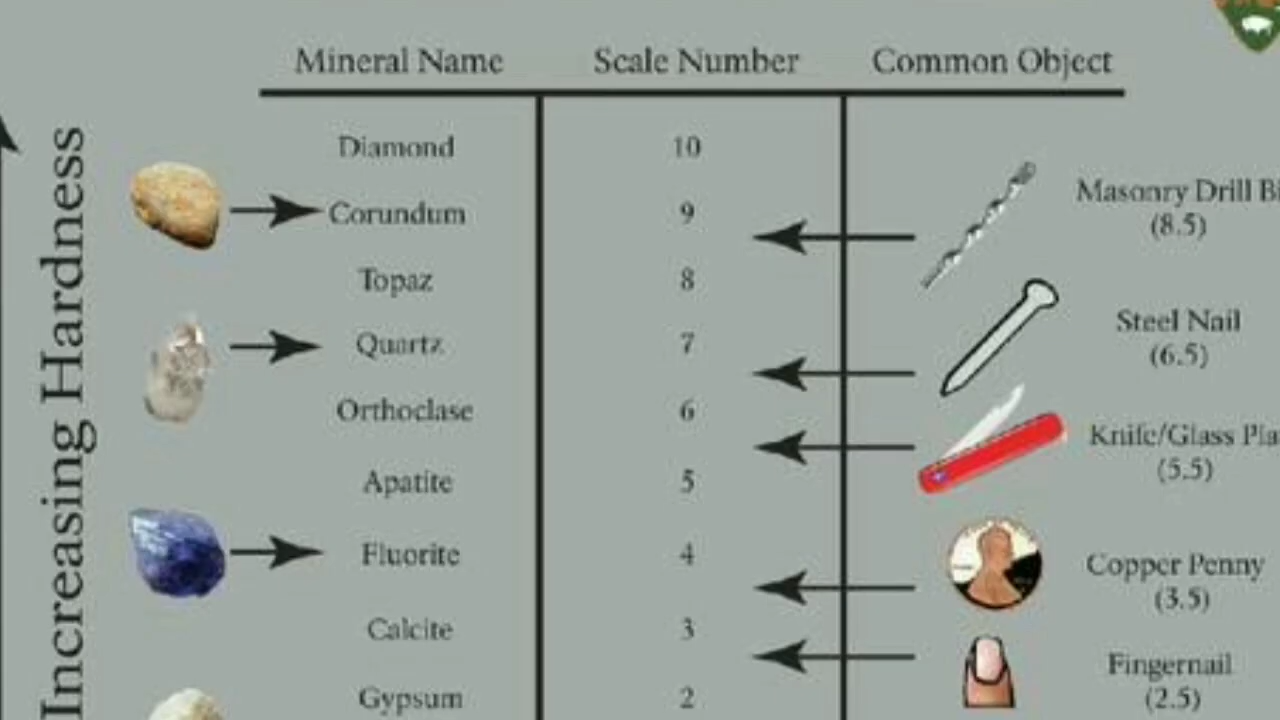 Mineral Name Scale Number Common Object
Diamond 10
Masonry Drill
(8.5)
Corundum 9
Topaz 8
Steel Nail
(6.5)
Quartz 7
Orthoclase 6
Knife/Glass
(5.5)
Apatite 5
Fluorite 4
Copper Penny
(3.5)
Calcite 3
Fingernail
(2.5)
Gypsum 2
Increasing Hardness